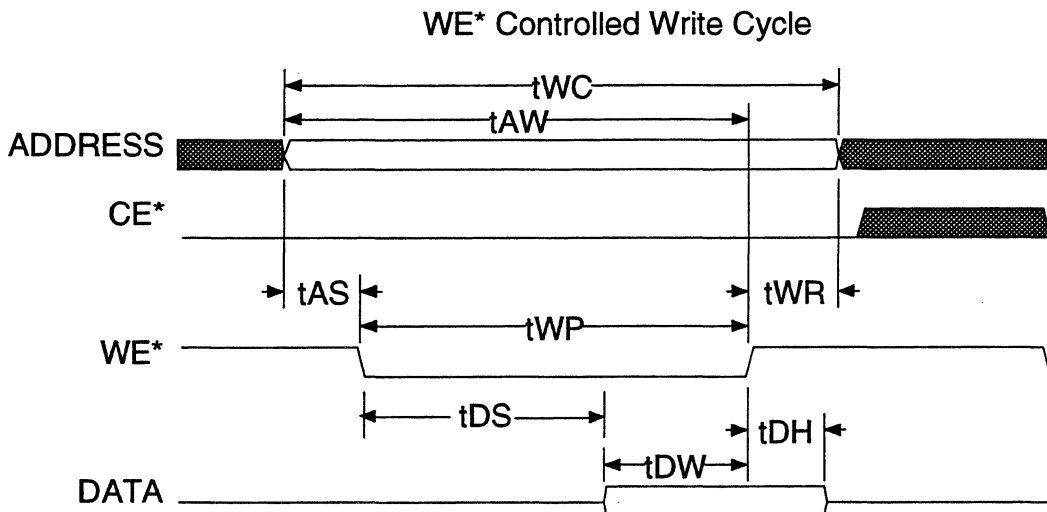 WE* Controlled Write Cycle
tWC
tAW
ADDRESS
CE*
tAS
tWR
tWP
WE*
tDS
tDH
tDW
DATA